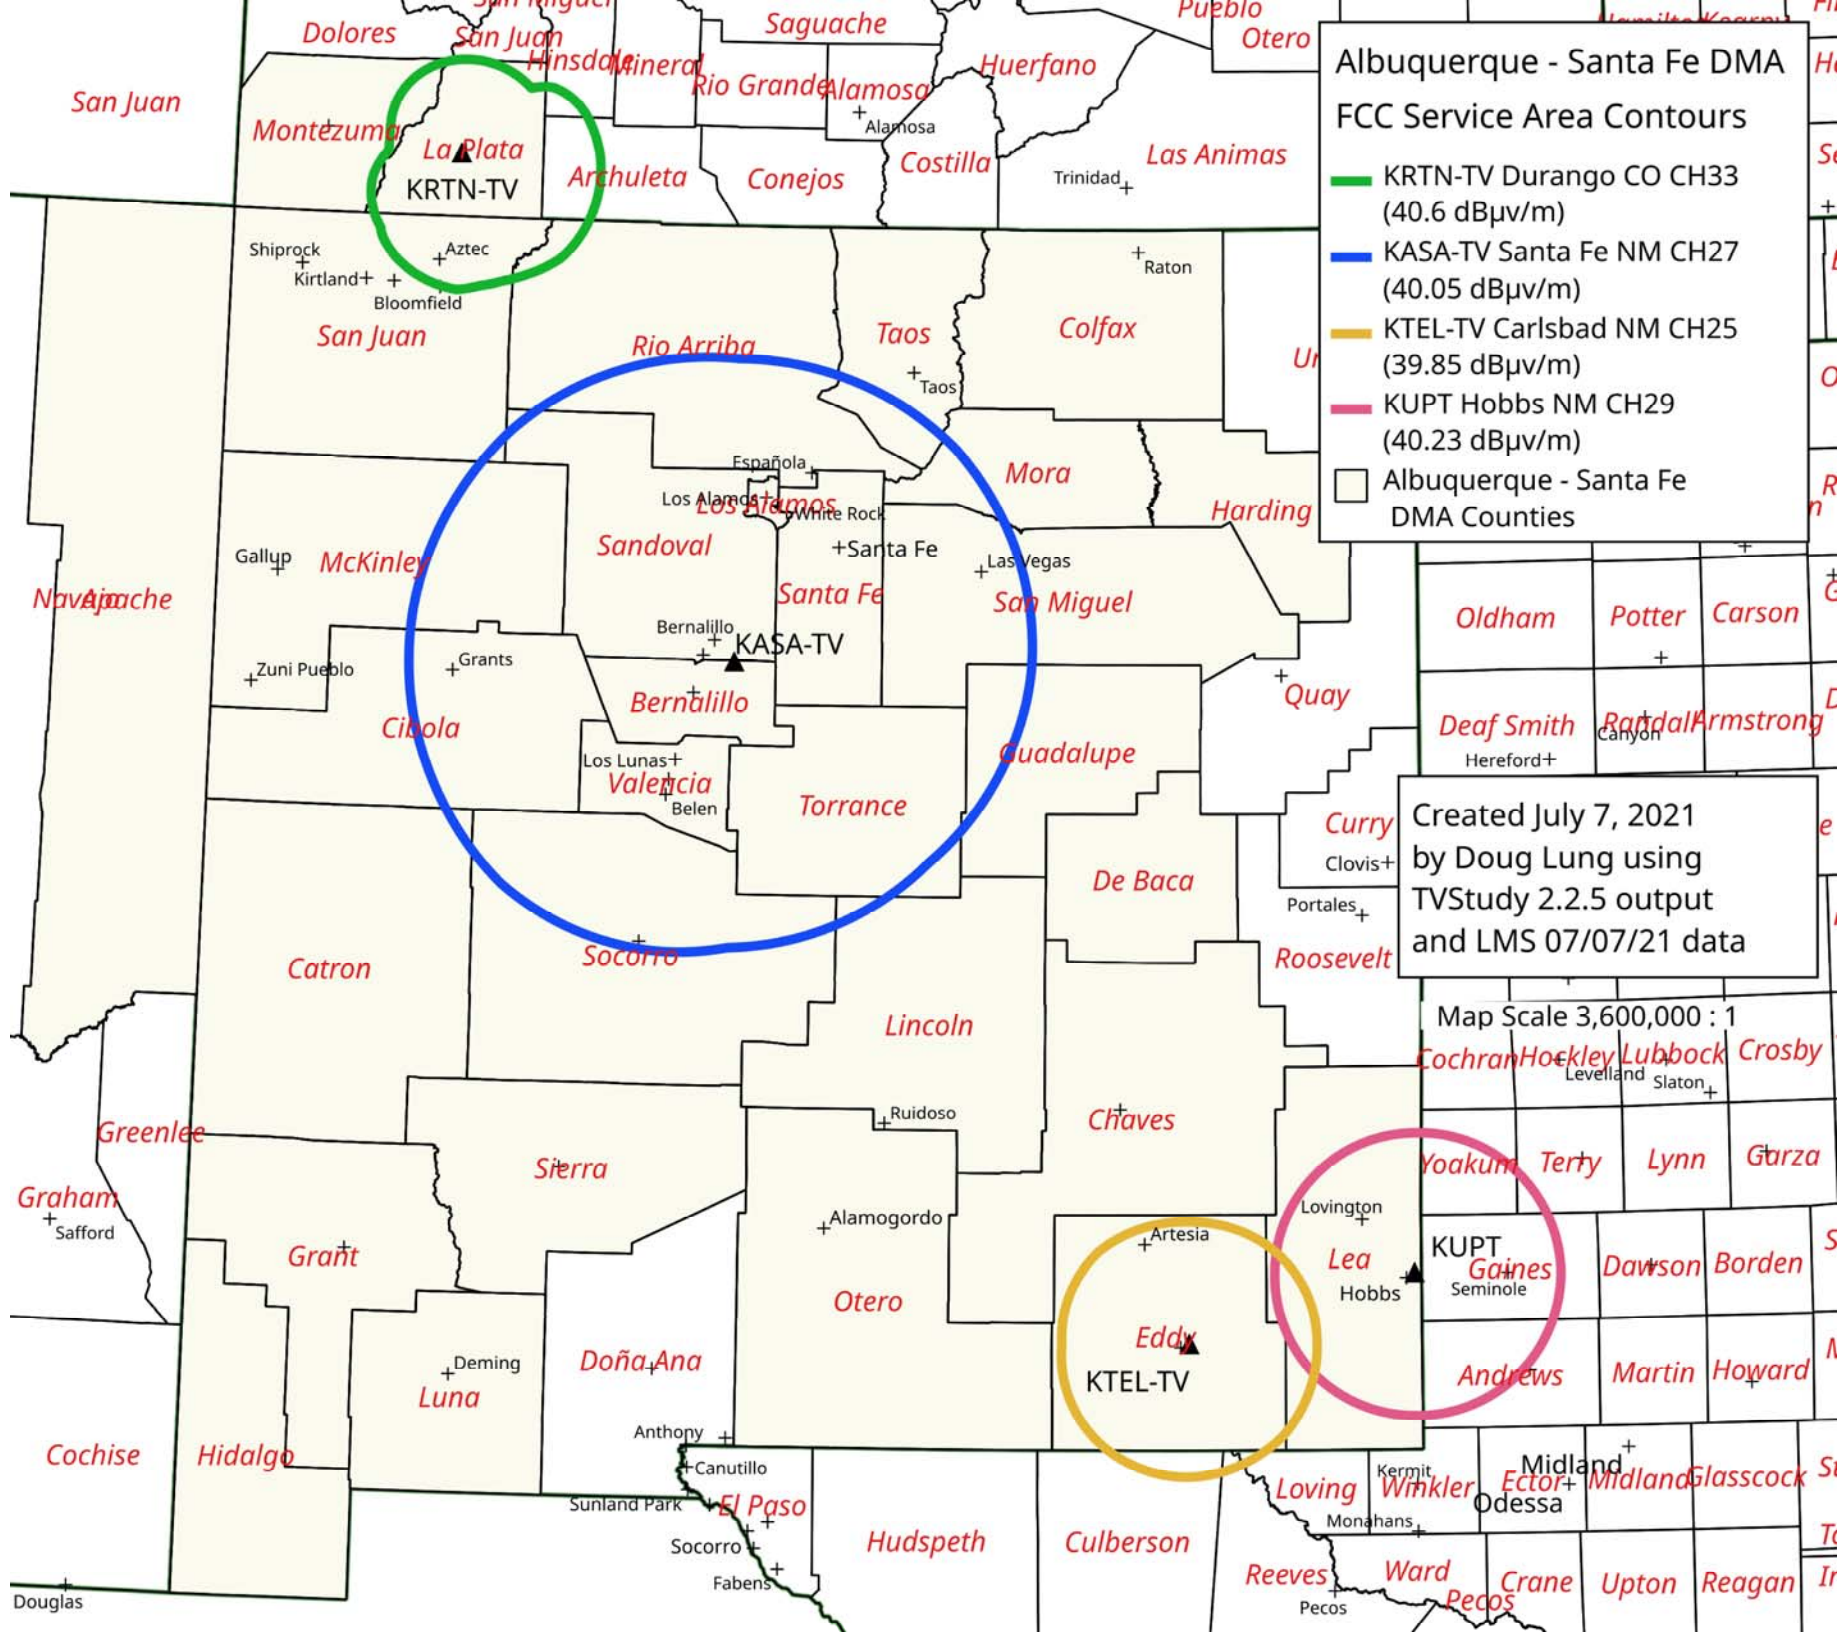 San Miguel
Pueblo
Dolores
San Juan
Saguache
Otero
Hinsdale
Mineral
Rio Grande
Alamosa
Huerfano
San Juan
Montezuma
La Plata
Alamosa
Archuleta
Conejos
Costilla
Las Animas
Trinidad
KRTN-TV
Albuquerque - Santa Fe DMA
FCC Service Area Contours
KRTN-TV Durango CO CH33
(40.6 dBμv/m)
KASA-TV Santa Fe NM CH27
(40.05 dBμv/m)
KTEL-TV Carlsbad NM CH25
(39.85 dBμv/m)
KUPT Hobbs NM CH29
(40.23 dBμv/m)
Albuquerque - Santa Fe
DMA Counties
Shiprock
Aztec
Kirtland
Bloomfield
Raton
San Juan
Rio Arriba
Taos
Colfax
Taos
Española
Mora
Los Alamos
Los Alamos
White Rock
Harding
Gallup
McKinley
Sandoval
Santa Fe
Las Vegas
Navajo
Apache
Santa Fe
San Miguel
Oldham
Potter
Carson
Bernalillo
KASA-TV
Zuni Pueblo
Grants
Bernalillo
Quay
Cibola
Deaf Smith
Randall
Armstrong
Canyon
Los Lunas
Guadalupe
Hereford
Valencia
Belen
Torrance
Curry
Clovis
Created July 7, 2021
by Doug Lung using
TVStudy 2.2.5 output
and LMS 07/07/21 data
De Baca
Portales
Socorro
Catron
Roosevelt
Lincoln
Map Scale 3,600,000 : 1
Cochran
Hockley
Lubbock
Crosby
Levelland
Slaton
Ruidoso
Chaves
Greenlee
Sierra
Yoakum
Terry
Lynn
Garza
Graham
Safford
Alamogordo
Lovington
Artesia
Grant
Lea
KUPT
Gaines
Dawson
Borden
Hobbs
Seminole
Otero
Eddy
KTEL-TV
Deming
Doña Ana
Luna
Andrews
Martin
Howard
Anthony
Cochise
Hidalgo
Canutillo
Sunland Park
El Paso
Kermit
Midland
Loving
Winkler
Ector
Midland
Glasscock
Odessa
Monahans
Socorro
Hudspeth
Culberson
Fabens
Reeves
Ward
Crane
Upton
Reagan
Pecos
Pecos
Douglas